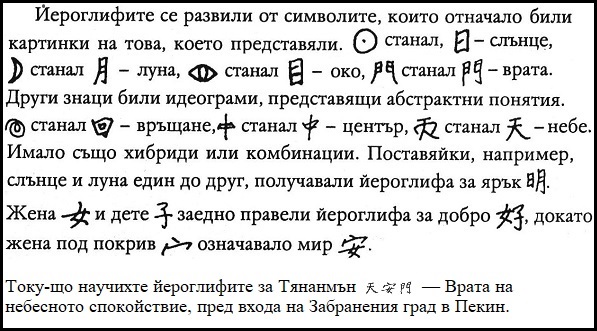 Йероглифите се развили от символите, които отначало били
картинки на това, което представяли. ☉ станал, 日 – слънце,
станал 月 – луна, станал 目 – око, 門 станал 門 – врата.
Други знаци били идеограми, представящи абстрактни понятия.
станал 回 – връщане, 中 станал 中 – център, 天 станал 天 – небе.
Имало също хибриди или комбинации. Поставяйки, например,
слънце и луна един до друг, получавали йероглифа за ярък 明.
Жена 女 и дете 子 заедно правели йероглифа за добро 好, докато
жена под покрив 宀 означавало мир 安.
Току-що научихте йероглифите за Тянанмън 天安門 — Врата на
небесното спокойствие, пред входа на Забранения град в Пекин.